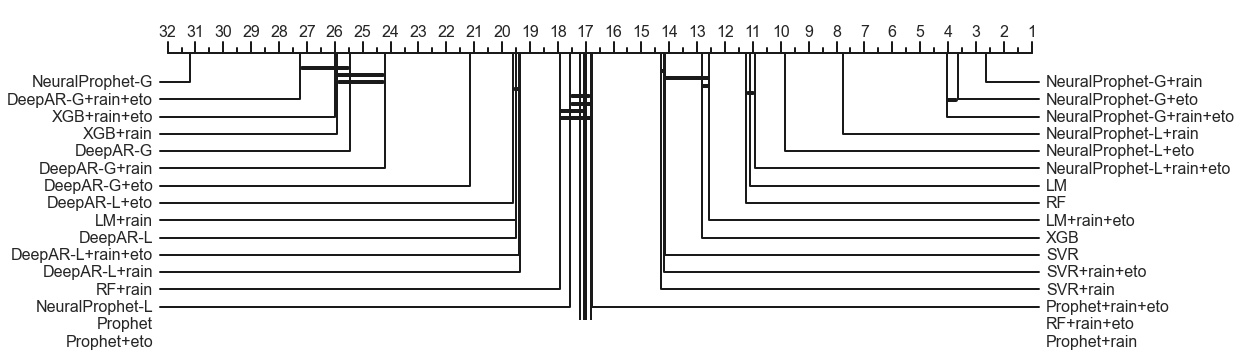 32 31 30 29 28 27 26 25 24 23 22 21 20 19 18 17 16 15 14 13 12 11 10 9 8 7 6 5 4 3 2 1
NeuralProphet-G NeuralProphet-G+rain
DeepAR-G+rain+eto NeuralProphet-G+eto
XGB+rain+eto NeuralProphet-G+rain+eto
XGB+rain NeuralProphet-L+rain
DeepAR-G NeuralProphet-L+eto
DeepAR-G+rain NeuralProphet-L+rain+eto
DeepAR-G+eto LM
DeepAR-L+eto RF
LM+rain LM+rain+eto
DeepAR-L XGB
DeepAR-L+rain+eto SVR
DeepAR-L+rain SVR+rain+eto
RF+rain SVR+rain
NeuralProphet-L Prophet+rain+eto
Prophet RF+rain+eto
Prophet+eto Prophet+rain